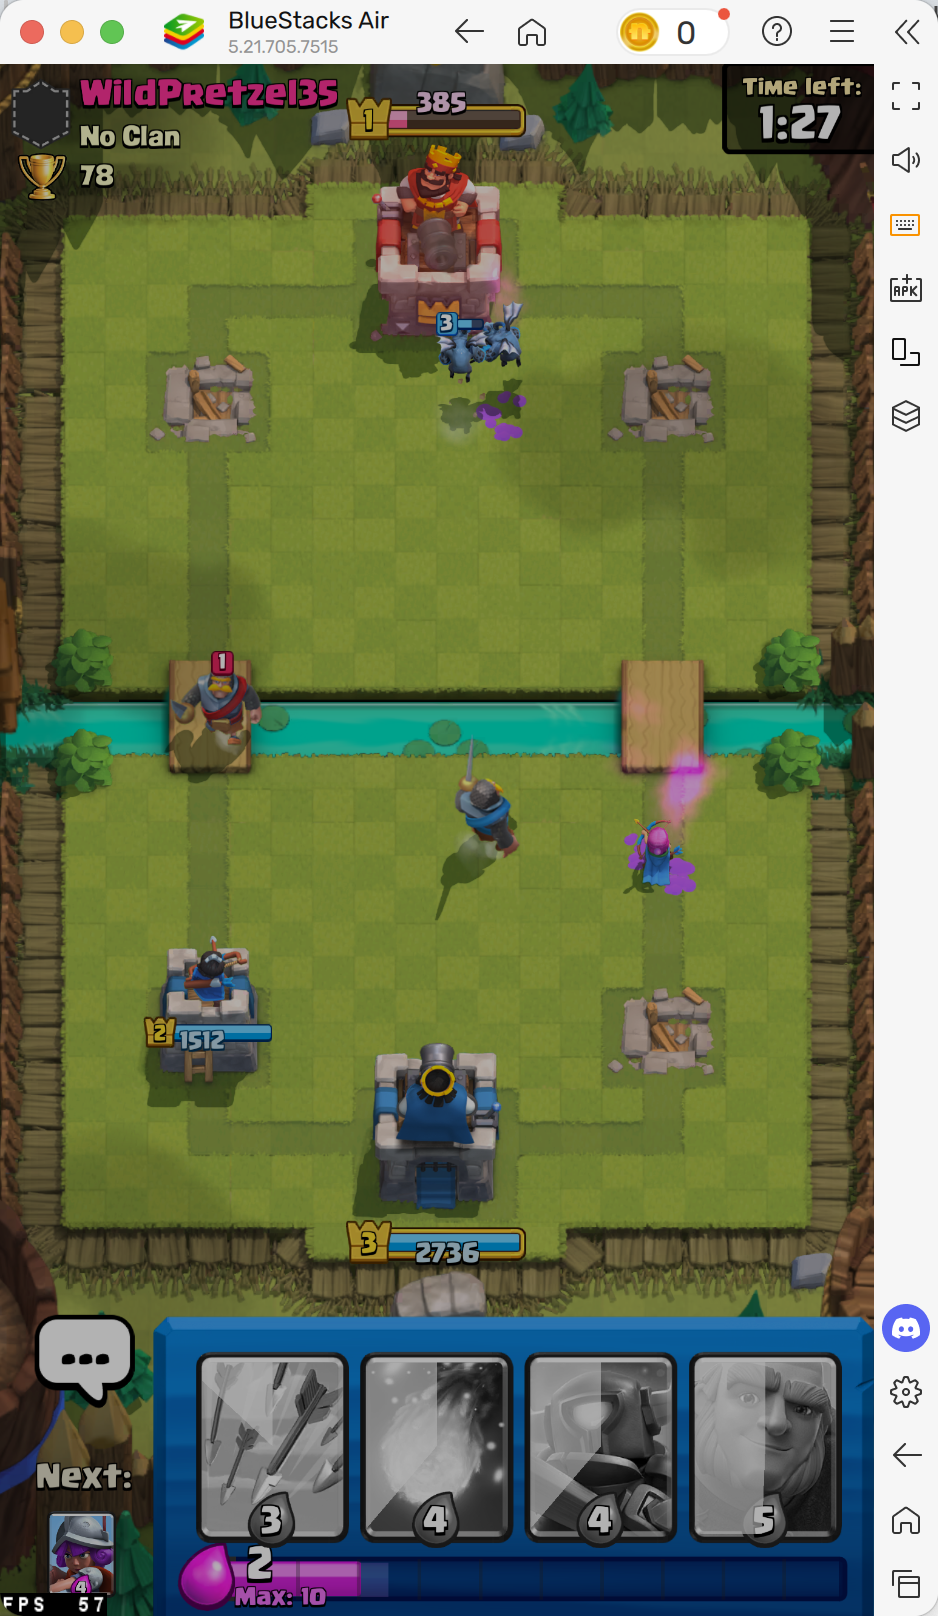 BlueStacks Air
5.21.705.7515
0
WildPretzel35
No Clan
78
1
385
Time left:
1:27
APK
3
1
2
1512
3
2736
...
Next:
4
3
4
4
5
2
Max: 10
FPS 57